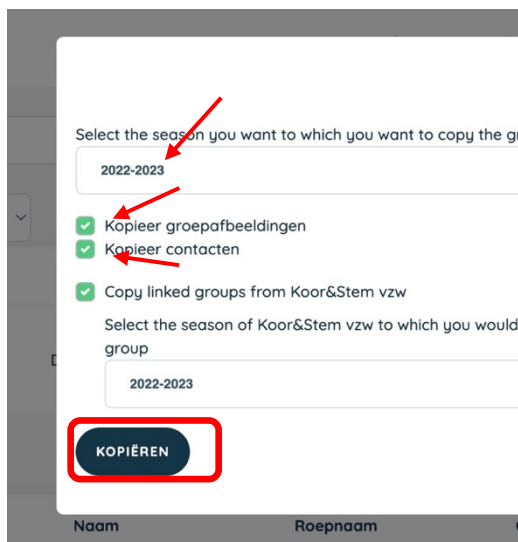 Select the season you want to which you want to copy the
2022-2023
Kopieer groepafbeeldingen
Kopieer contacten
Copy linked groups from Koor&Stem vzw
Select the season of Koor&Stem vzw to which you would
group
2022-2023
KOPIËREN
Naam Roepnaam